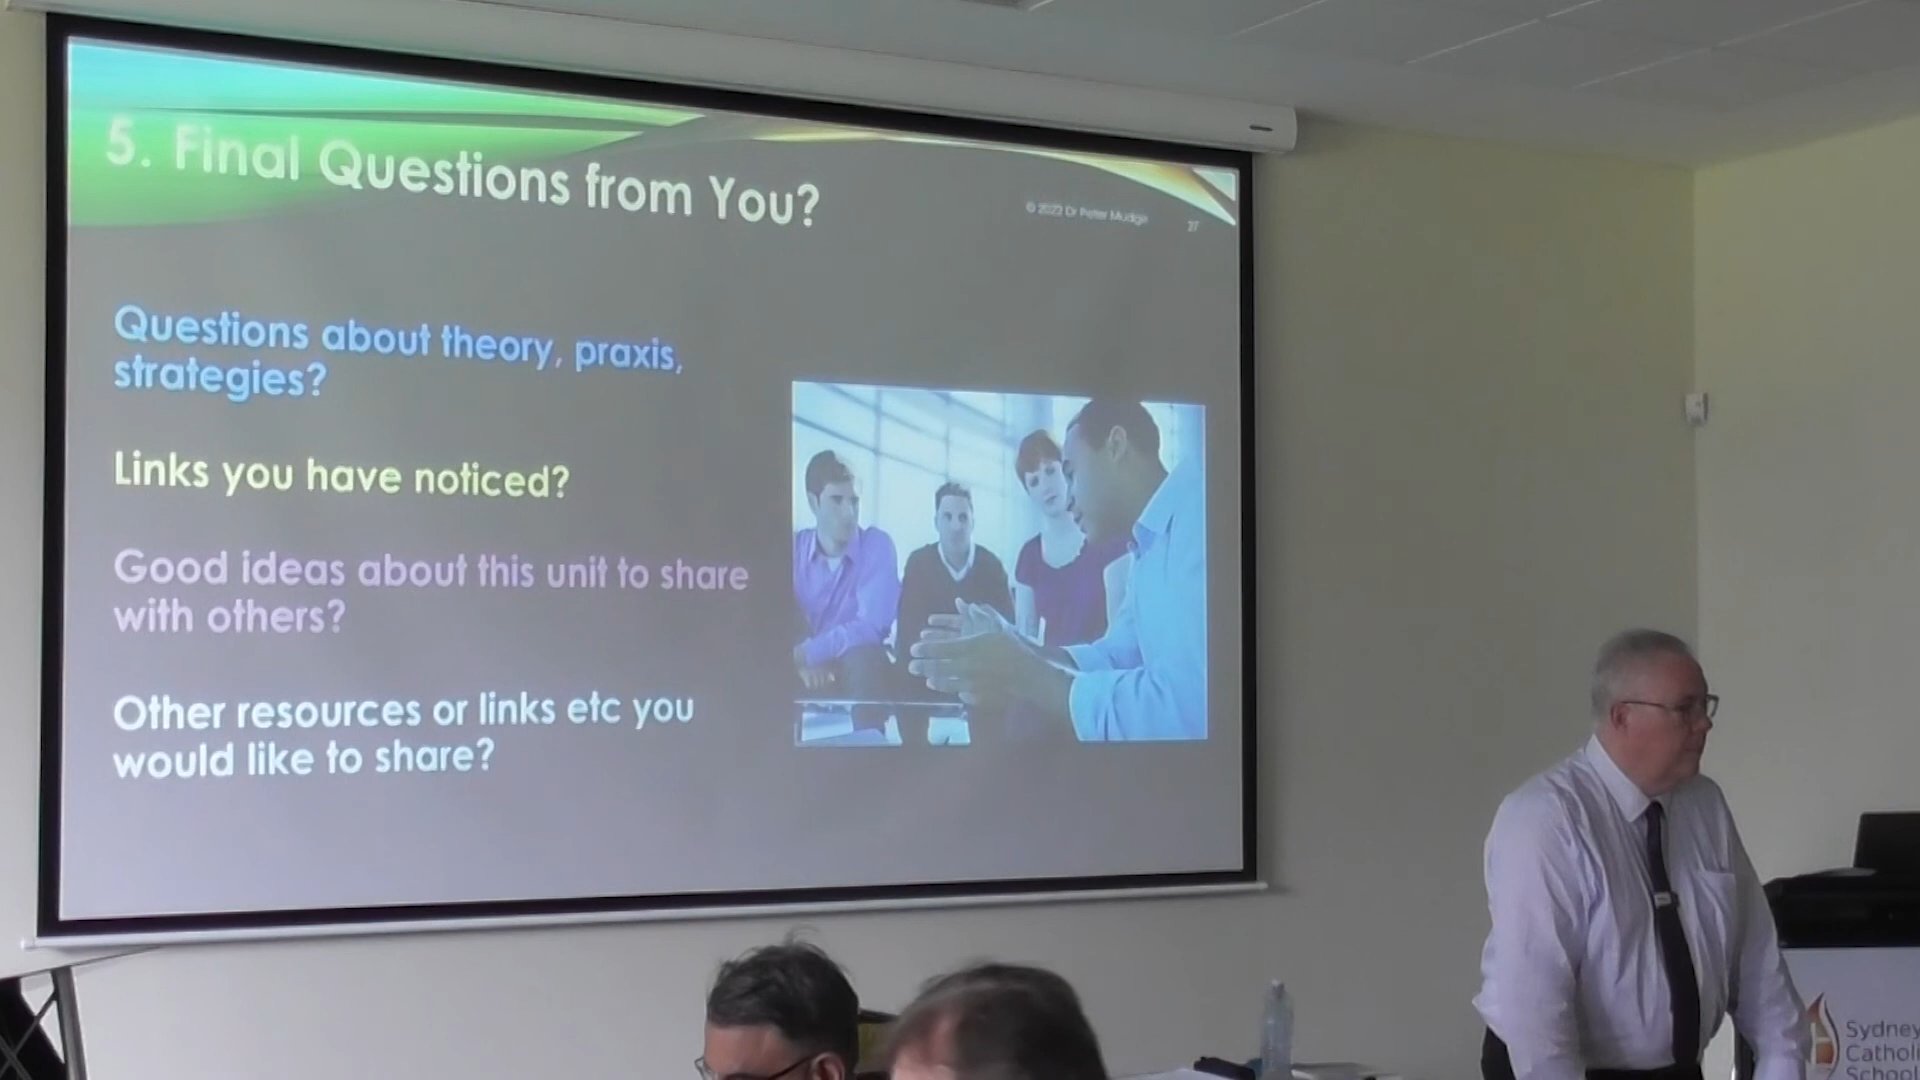 5. Final Questions from You?
© 2022 Dr Peter Mudge
27
Questions about theory, praxis,
strategies?
Links you have noticed?
Good ideas about this unit to share
with others?
Other resources or links etc you
would like to share?
Sydney
Catholi
School